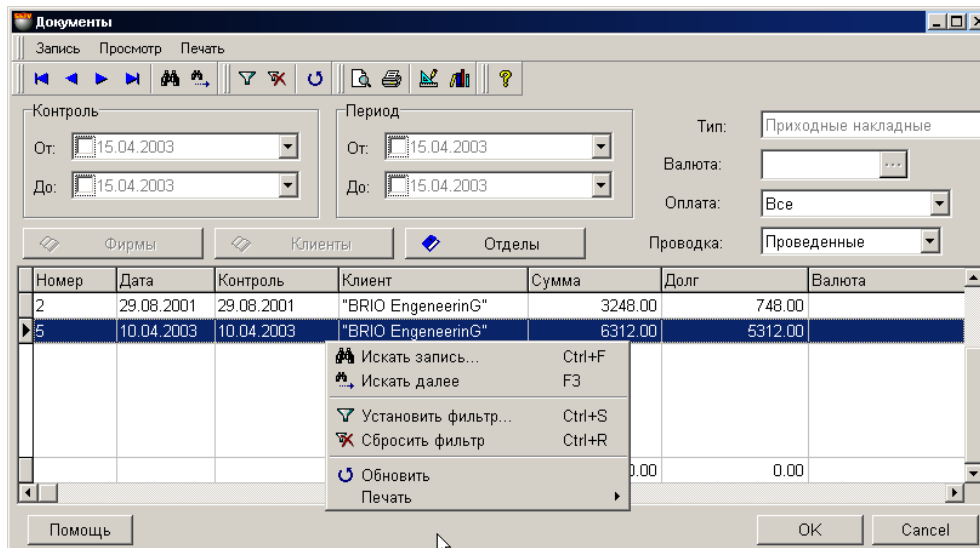 Документы
Запись Просмотр Печать
Контроль
От: 15.04.2003
До: 15.04.2003
Период
От: 15.04.2003
До: 15.04.2003
Тип: Приходные накладные
Валюта: ...
Оплата: Все
Проводка: Проведенные
Фирмы Клиенты Отделы
Номер Дата Контроль Клиент Сумма Долг Валюта
2 29.08.2001 29.08.2001 "BRIO EngeneerinG" 3248.00 748.00
5 10.04.2003 10.04.2003 "BRIO EngeneerinG" 6312.00 5312.00
Искать запись... Ctrl+F
Искать далее F3
Установить фильтр... Ctrl+S
Сбросить фильтр Ctrl+R
Обновить
Печать
0.00
Помощь OK Cancel